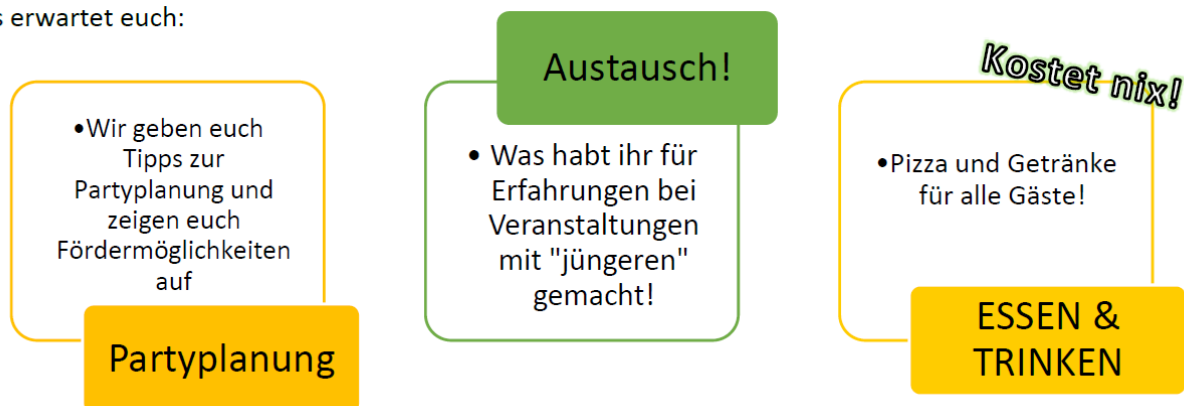 s erwartet euch:
•Wir geben euch
Tipps zur
Partyplanung und
zeigen euch
Fördermöglichkeiten
auf
Partyplanung
Austausch!
• Was habt ihr für
Erfahrungen bei
Veranstaltungen
mit "jüngeren"
gemacht!
Kostet nix!
•Pizza und Getränke
für alle Gäste!
ESSEN &
TRINKEN